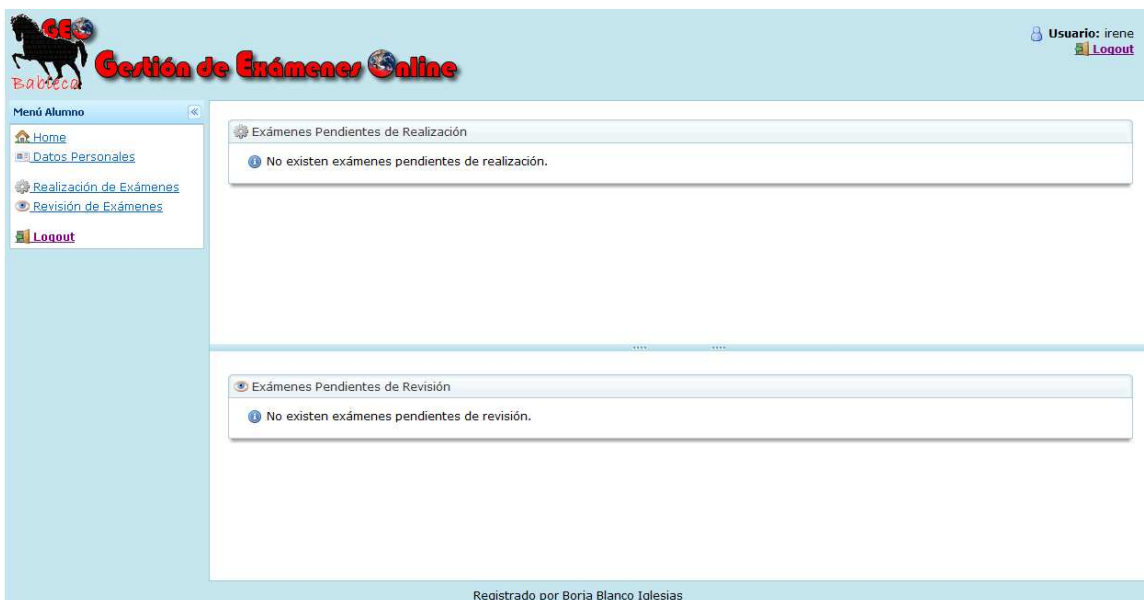 GEO
Babieca
Gestión de Exámenes Online
Usuario: irene
Logout
Menú Alumno
Home
Datos Personales
Realización de Exámenes
Revisión de Exámenes
Logout
Exámenes Pendientes de Realización
No existen exámenes pendientes de realización.
Exámenes Pendientes de Revisión
No existen exámenes pendientes de revisión.
Registrado por Borja Blanco Iglesias